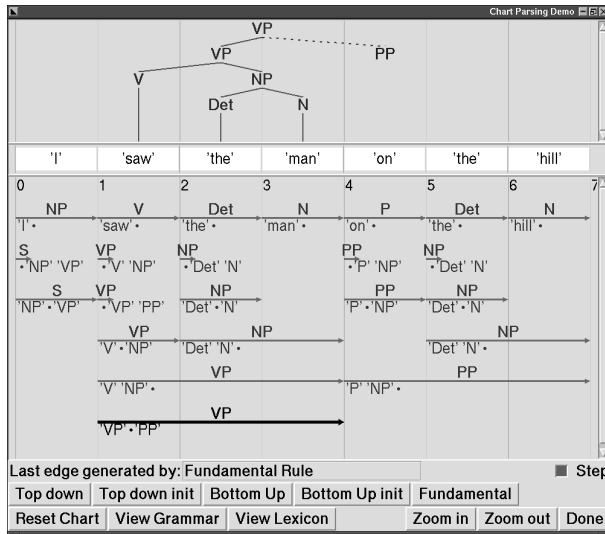 Chart Parsing Demo
VP
VP PP
V NP
Det N
'I' 'saw' 'the' 'man' 'on' 'the' 'hill'
0 1 2 3 4 5 6 7
NP V Det N P Det N
'I' • 'saw' • 'the' • 'man' • 'on' • 'the' • 'hill' •
S VP NP PP NP
• 'NP' 'VP' • 'V' 'NP' • 'Det' 'N' • 'P' 'NP' • 'Det' 'N'
S VP NP PP NP
'NP' • 'VP' • 'VP' 'PP' 'Det' • 'N' 'P' • 'NP' 'Det' • 'N'
VP NP NP
'V' • 'NP' 'Det' 'N' • 'Det' 'N' •
VP PP
'V' 'NP' • 'P' 'NP' •
VP
'VP' • 'PP'
Last edge generated by: Fundamental Rule Step
Top down Top down init Bottom Up Bottom Up init Fundamental
Reset Chart View Grammar View Lexicon Zoom in Zoom out Done